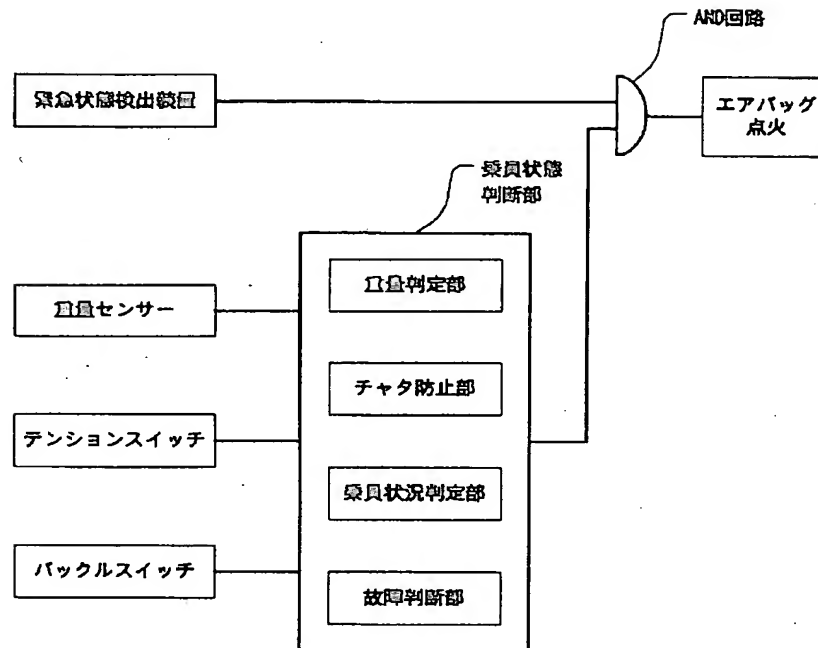 AND回路
緊急状態検出装置
エアバッグ
点火
乗員状態
判断部
重量判定部
重量センサー
チャタ防止部
テンションスイッチ
乗員状況判定部
バックルスイッチ
故障判断部